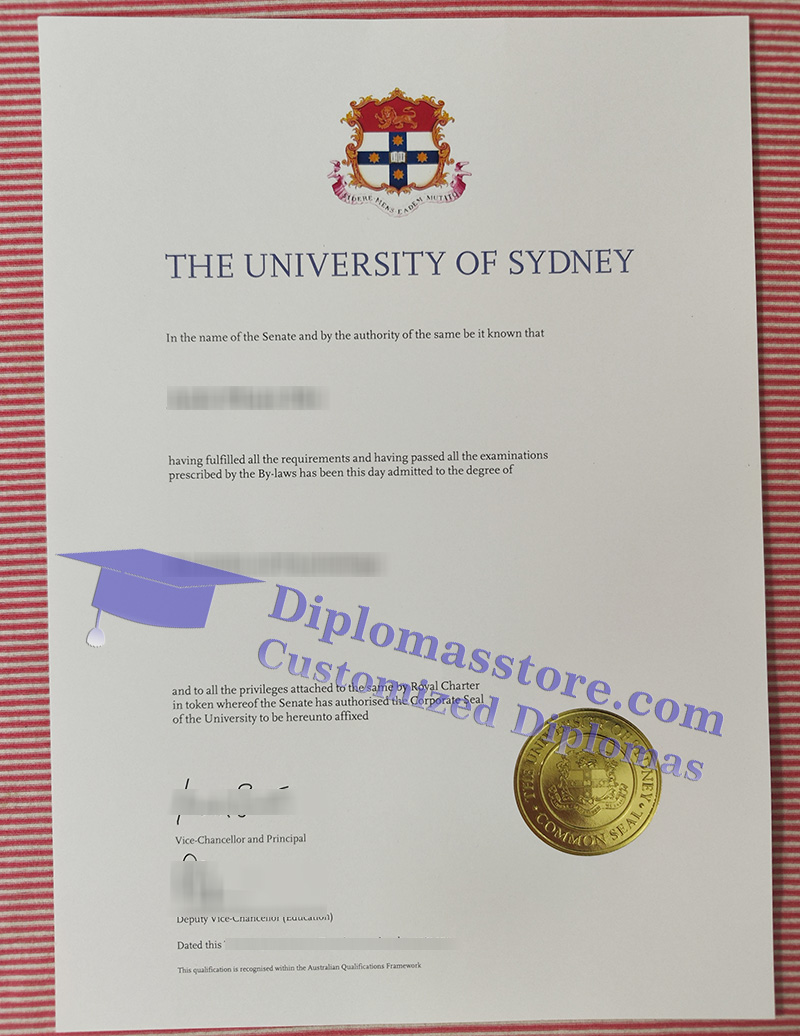 SIDERE MENS EADEM MUTATO
THE UNIVERSITY OF SYDNEY
In the name of the Senate and by the authority of the same be it known that
having fulfilled all the requirements and having passed all the examinations
prescribed by the By-laws has been this day admitted to the degree of
Diplomasstore.com
Customized Diplomas
and to all the privileges attached to the same by Royal Charter
in token whereof the Senate has authorised the Corporate Seal
of the University to be hereunto affixed
THE UNIVERSITY OF SYDNEY
COMMON SEAL
Vice-Chancellor and Principal
Deputy Vice-Chancellor (Education)
Dated this
This qualification is recognised within the Australian Qualifications Framework